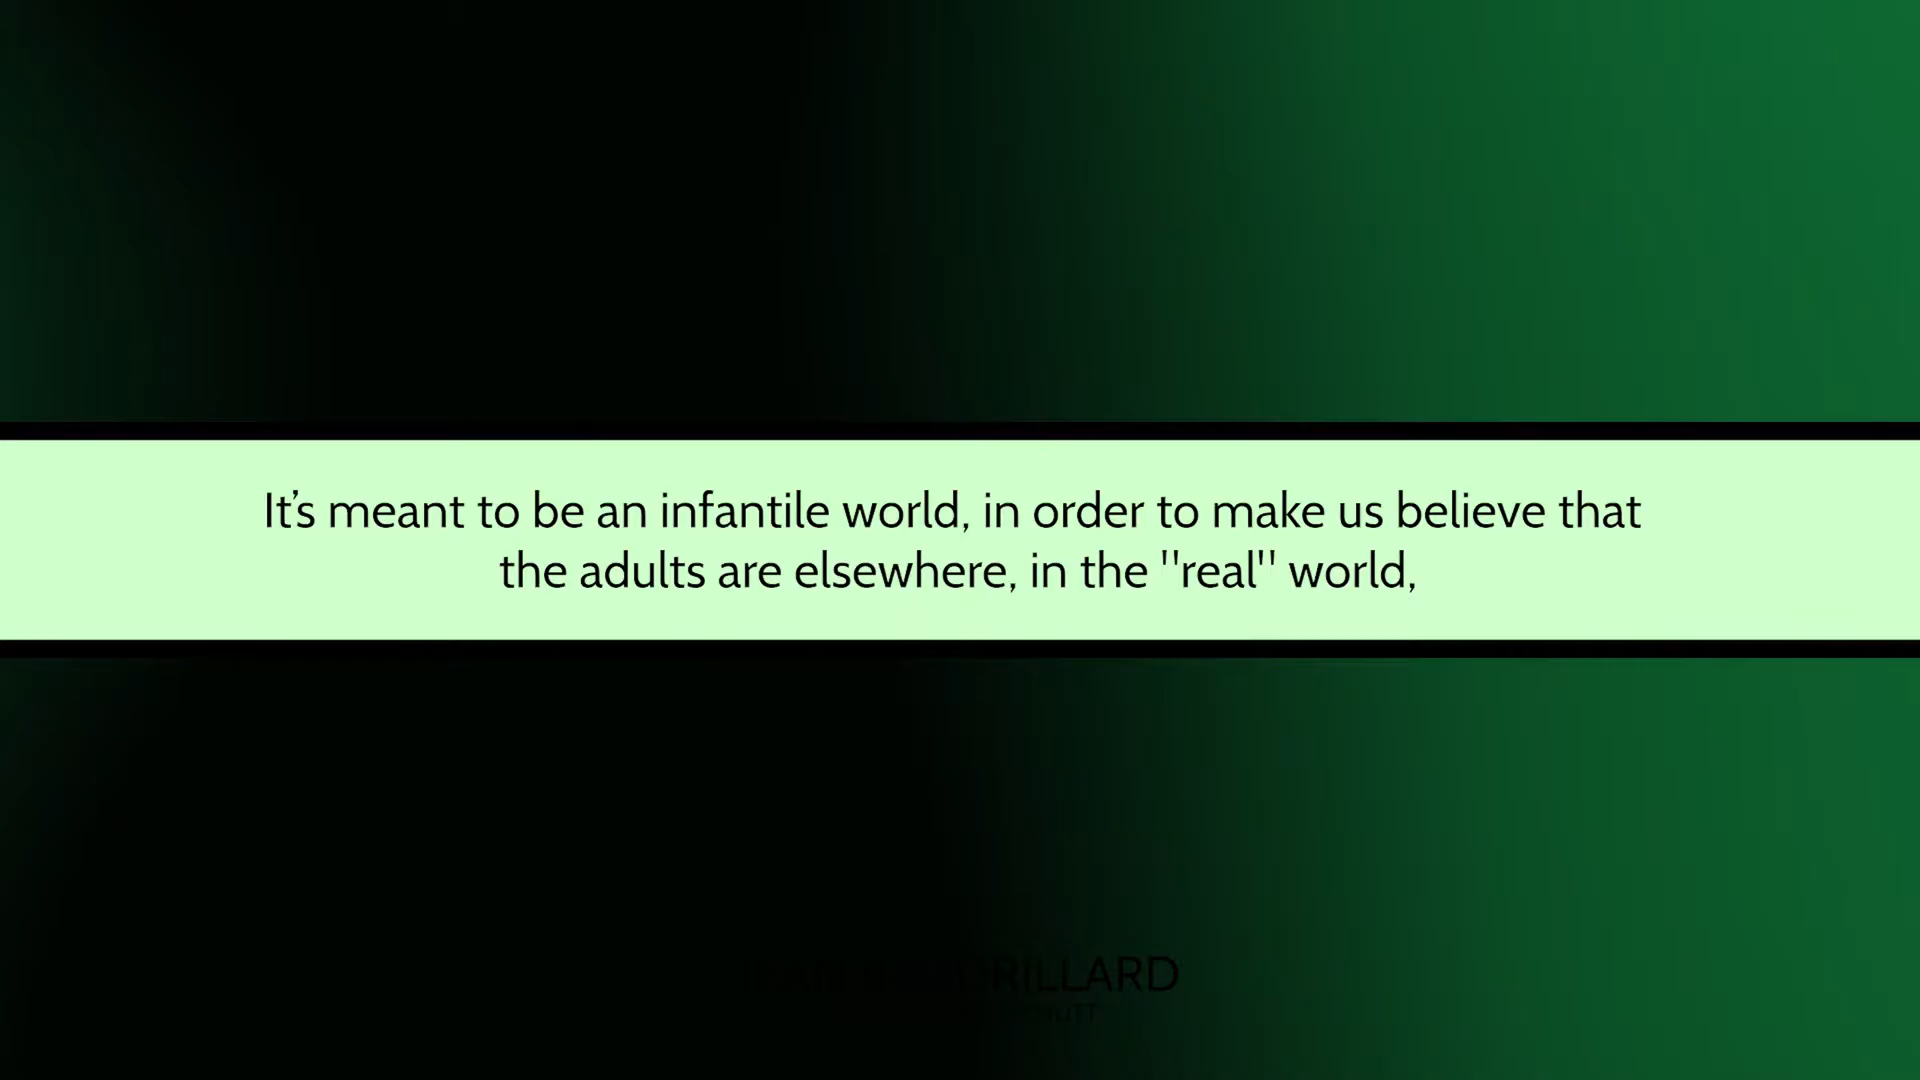 It’s meant to be an infantile world, in order to make us believe that
the adults are elsewhere, in the "real" world,
DRILLARD